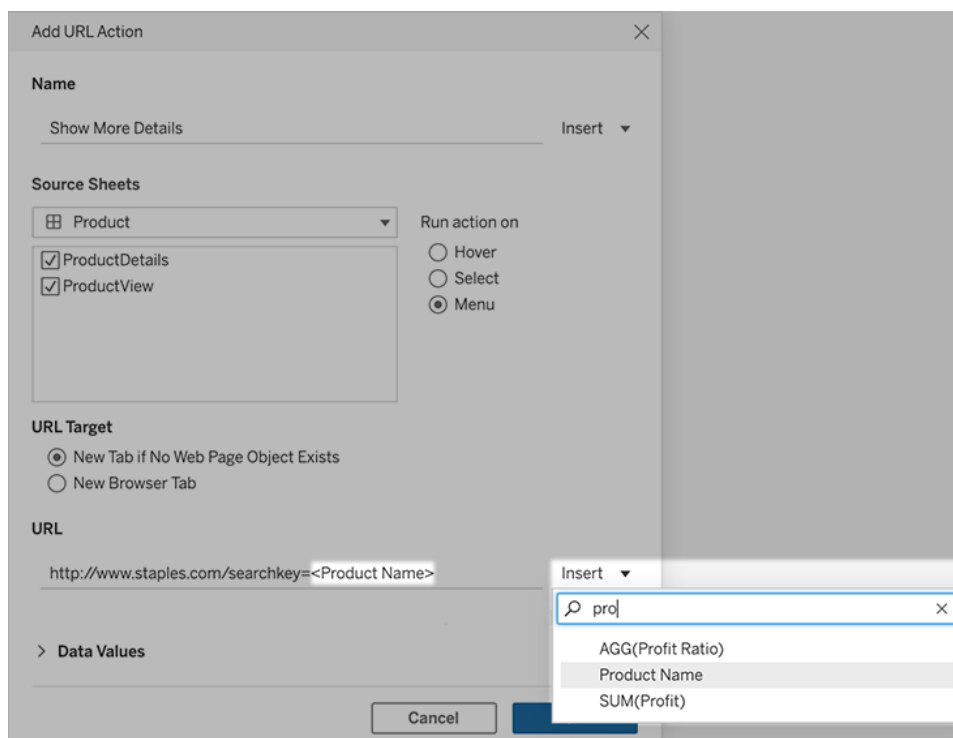 Add URL Action
Name
Show More Details
Insert
Source Sheets
Product
Run action on
ProductDetails
ProductView
Hover
Select
Menu
URL Target
New Tab if No Web Page Object Exists
New Browser Tab
URL
http://www.staples.com/searchkey=<Product Name>
Insert
pro
AGG(Profit Ratio)
Product Name
SUM(Profit)
Data Values
Cancel